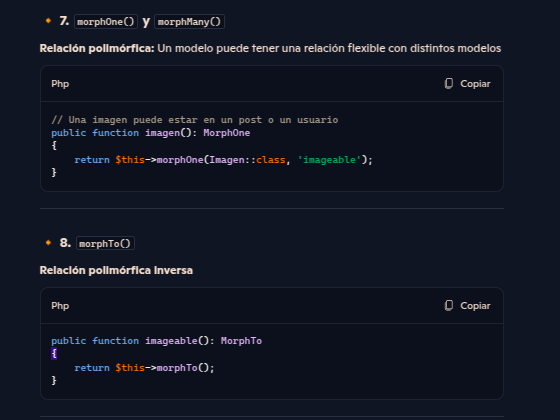 7. morphOne() y morphMany()
Relación polimórfica: Un modelo puede tener una relación flexible con distintos modelos
Php
Copiar
// Una imagen puede estar en un post o un usuario
public function imagen(): MorphOne
{
    return $this->morphOne(Imagen::class, 'imageable');
}
8. morphTo()
Relación polimórfica inversa
Php
Copiar
public function imageable(): MorphTo
{
    return $this->morphTo();
}